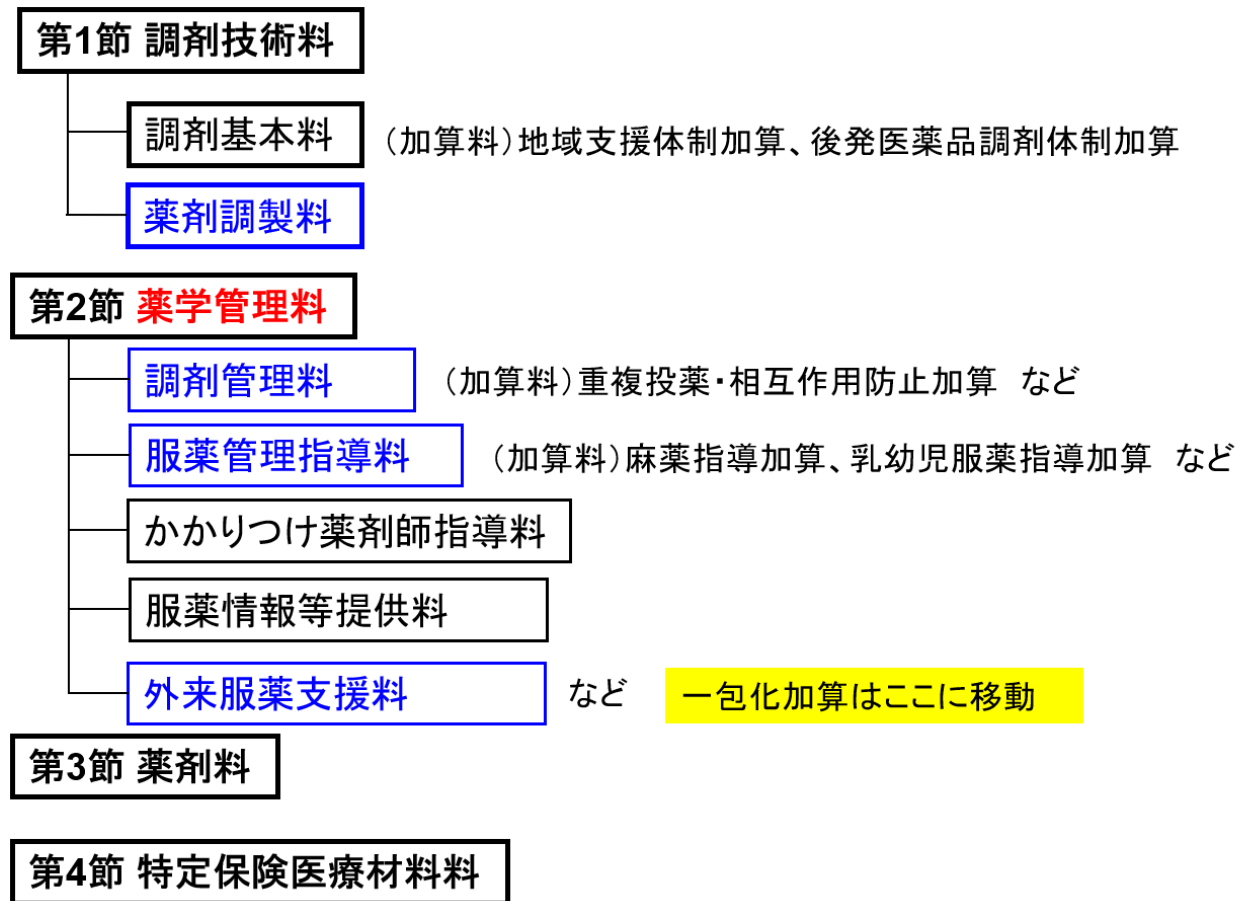 第1節 調剤技術料
調剤基本料 (加算料)地域支援体制加算、後発医薬品調剤体制加算
薬剤調製料
第2節 薬学管理料
調剤管理料 (加算料)重複投薬・相互作用防止加算 など
服薬管理指導料 (加算料)麻薬指導加算、乳幼児服薬指導加算 など
かかりつけ薬剤師指導料
服薬情報等提供料
外来服薬支援料 など 一包化加算はここに移動
第3節 薬剤料
第4節 特定保険医療材料料